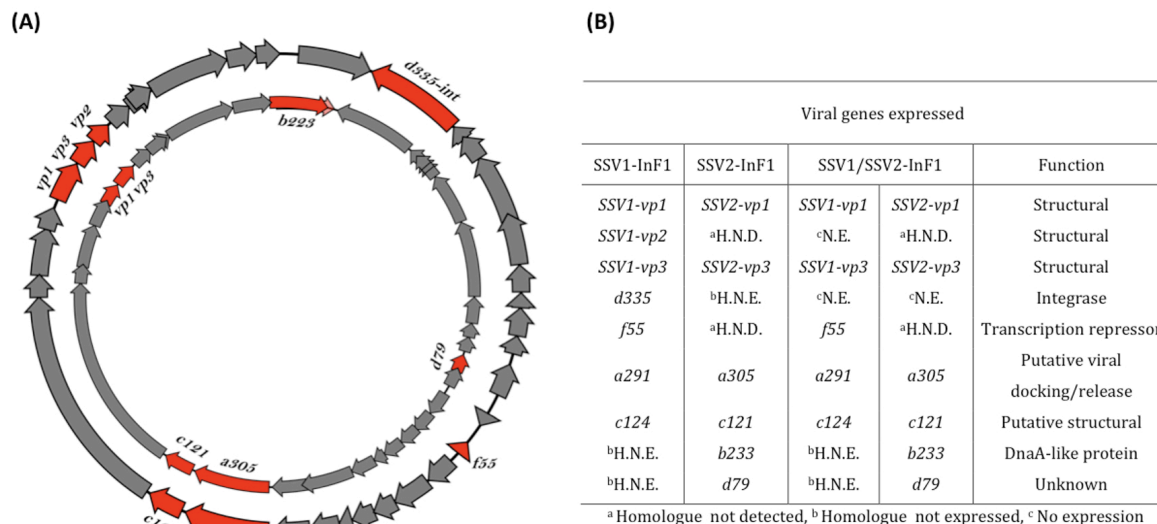 (A)
(B)
d335-int
vp1 vp3 vp2
b223
vp1 vp3
d79
f55
c121
a305
Viral genes expressed
SSV1-InF1 SSV2-InF1 SSV1/SSV2-InF1 Function
SSV1-vp1 SSV2-vp1 SSV1-vp1 SSV2-vp1 Structural
SSV1-vp2 aH.N.D. cN.E. aH.N.D. Structural
SSV1-vp3 SSV2-vp3 SSV1-vp3 SSV2-vp3 Structural
d335 bH.N.E. cN.E. cN.E. Integrase
f55 aH.N.D. f55 aH.N.D. Transcription repressor
a291 a305 a291 a305 Putative viral
docking/release
c124 c121 c124 c121 Putative structural
bH.N.E. b233 bH.N.E. b233 DnaA-like protein
bH.N.E. d79 bH.N.E. d79 Unknown
a Homologue not detected, b Homologue not expressed, c No expression